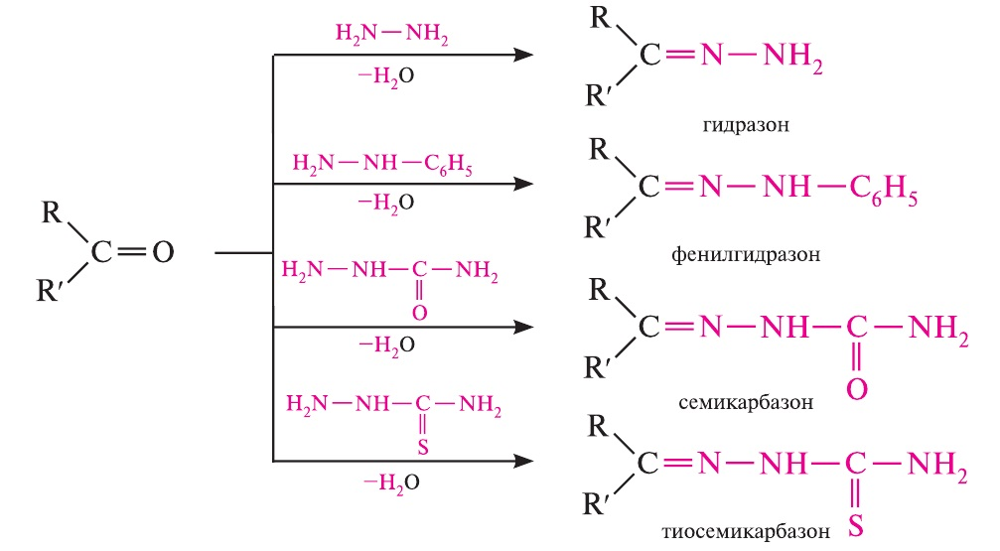 R
R′
C=O
H₂N—NH₂
−H₂O
R
R′
C=N—NH₂
гидразон
H₂N—NH—C₆H₅
−H₂O
R
R′
C=N—NH—C₆H₅
фенилгидразон
H₂N—NH—C—NH₂
O
−H₂O
R
R′
C=N—NH—C—NH₂
O
семикарбазон
H₂N—NH—C—NH₂
S
−H₂O
R
R′
C=N—NH—C—NH₂
S
тиосемикарбазон